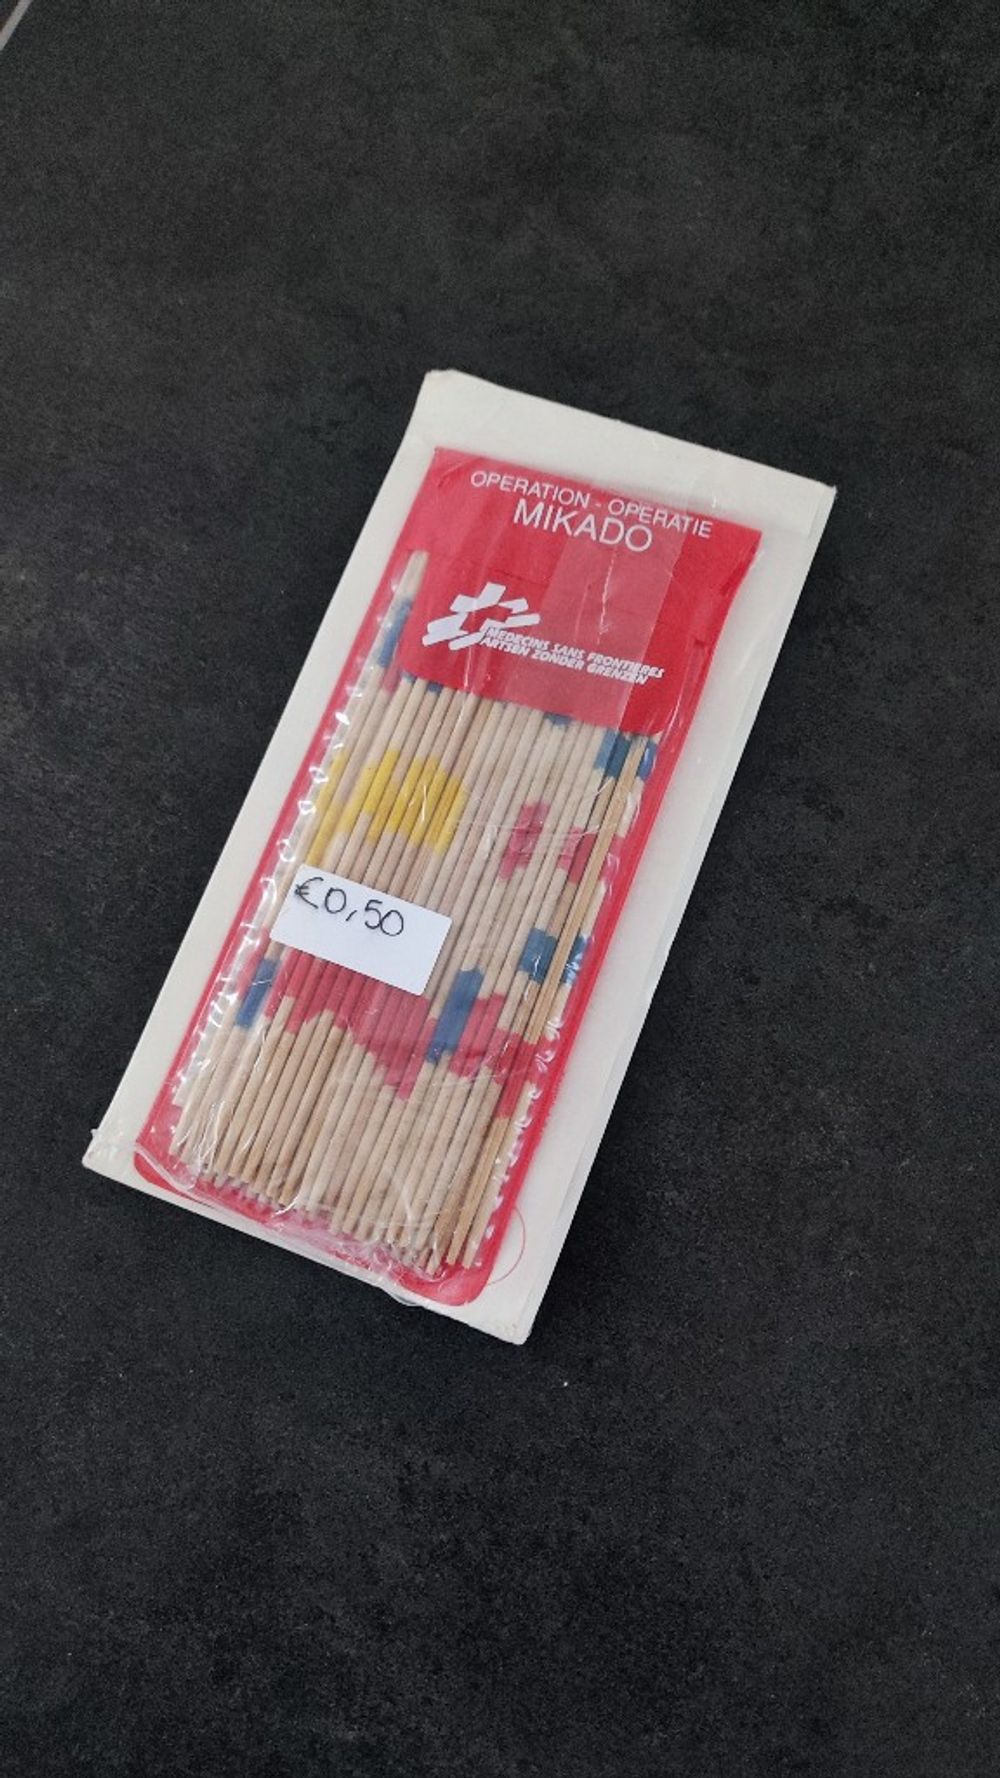 OPERATION - OPERATIE
MIKADO
MEDECINS SANS FRONTIERES
ARTSEN ZONDER GRENZEN
€0,50